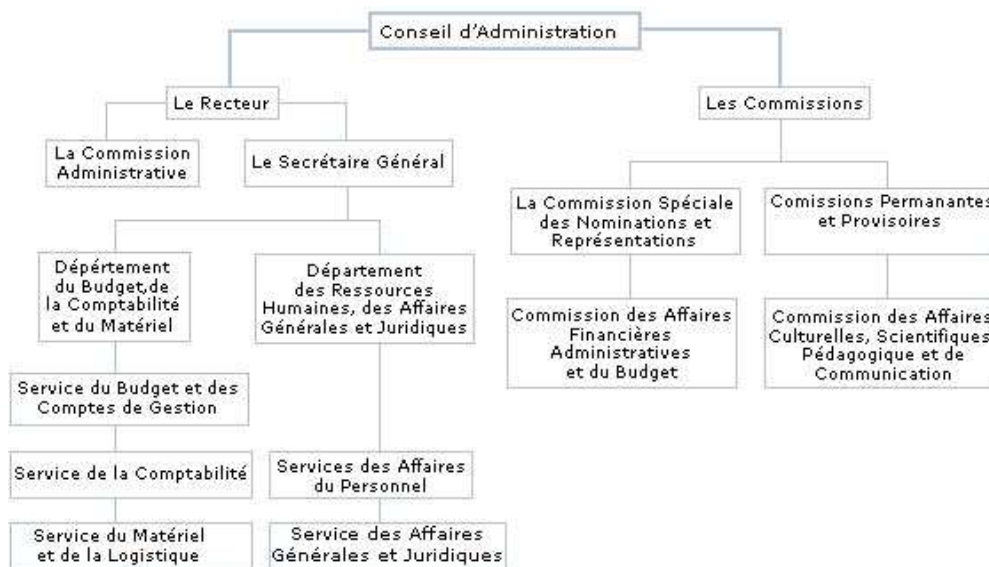 Conseil d'Administration
Le Recteur
Les Commissions
La Commission
Administrative
Le Secrétaire Général
La Commission Spéciale
des Nominations et
Représentations
Comissions Permanantes
et Provisoires
Dépértement
du Budget,de
la Comptabilité
et du Matériel
Département
des Ressources
Humaines, des Affaires
Générales et Juridiques
Commission des Affaires
Financières
Administratives
et du Budget
Commission des Affaires
Culturelles, Scientifiques
Pédagogique et de
Communication
Service du Budget et des
Comptes de Gestion
Service de la Comptabilité
Services des Affaires
du Personnel
Service du Matériel
et de la Logistique
Service des Affaires
Générales et Juridiques